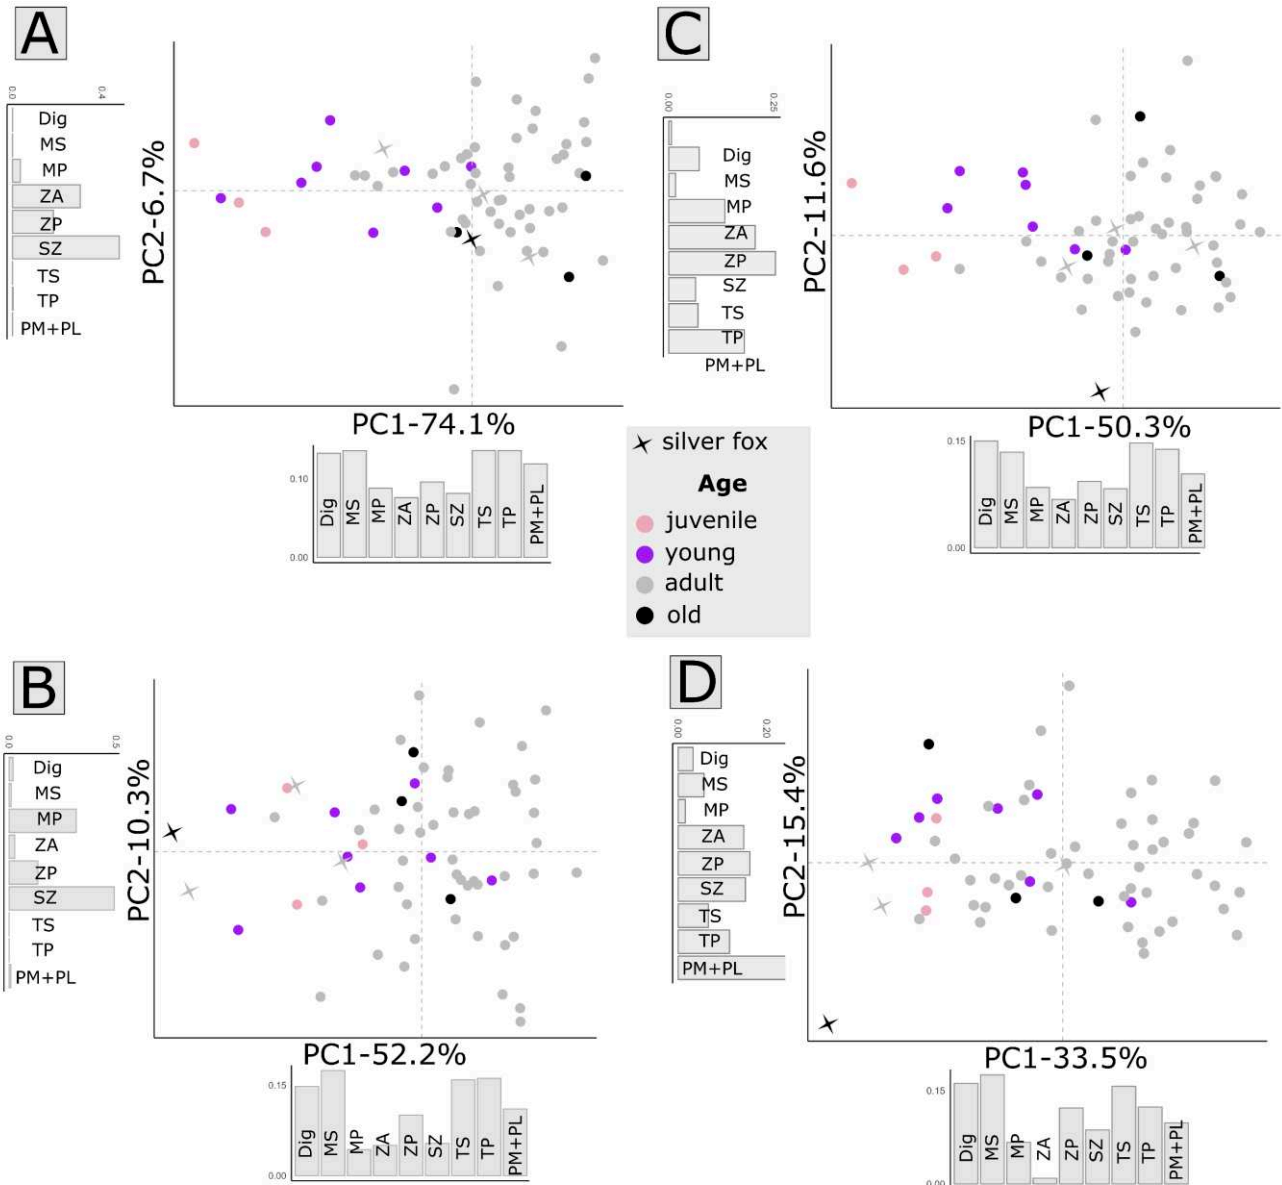 A
0.0
0.4
Dig
MS
MP
ZA
ZP
SZ
TS
TP
PM+PL
PC2-6.7%
PC1-74.1%
0.10
0.00
Dig
MS
MP
ZA
ZP
SZ
TS
TP
PM+PL
C
0.00
0.25
Dig
MS
MP
ZA
ZP
SZ
TS
TP
PM+PL
PC2-11.6%
PC1-50.3%
0.15
0.00
Dig
MS
MP
ZA
ZP
SZ
TS
TP
PM+PL
silver fox
Age
juvenile
young
adult
old
B
0.0
0.5
Dig
MS
MP
ZA
ZP
SZ
TS
TP
PM+PL
PC2-10.3%
PC1-52.2%
0.15
0.00
Dig
MS
MP
ZA
ZP
SZ
TS
TP
PM+PL
D
0.00
0.20
Dig
MS
MP
ZA
ZP
SZ
TS
TP
PM+PL
PC2-15.4%
PC1-33.5%
0.15
0.00
Dig
MS
MP
ZA
ZP
SZ
TS
TP
PM+PL